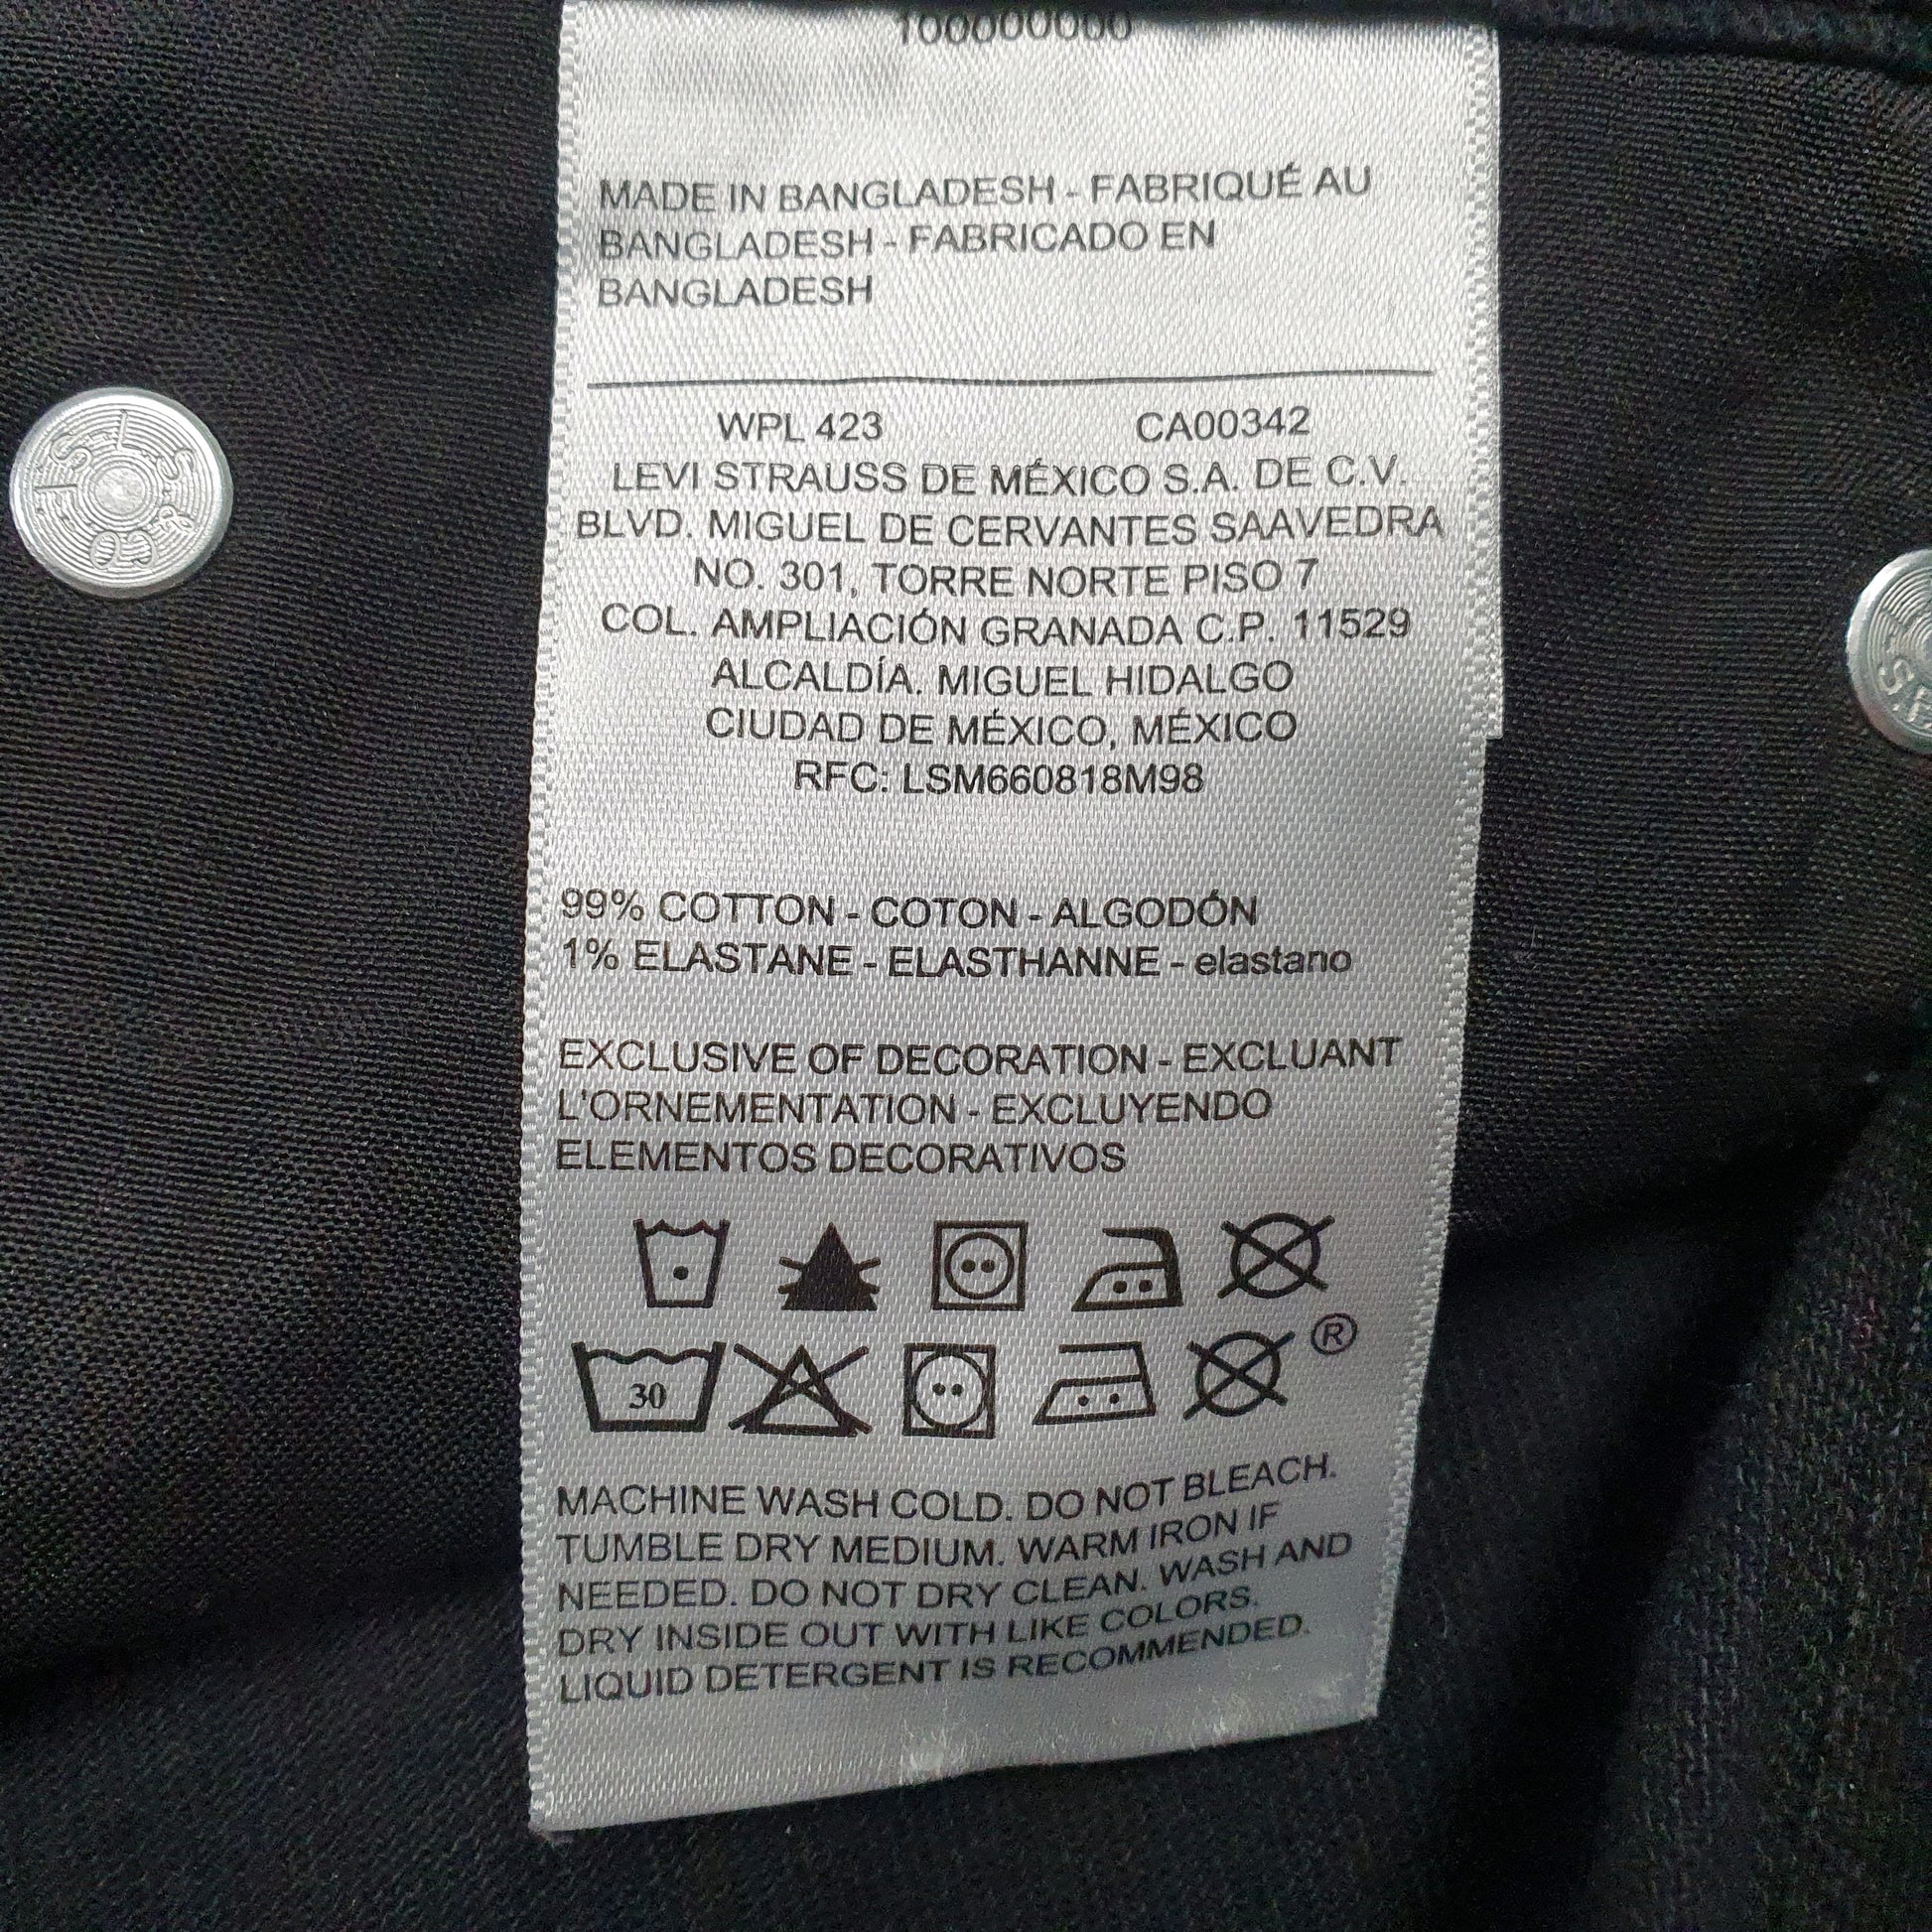 100000000
MADE IN BANGLADESH - FABRIQUÉ AU
BANGLADESH - FABRICADO EN
BANGLADESH
WPL 423 CA00342
LEVI STRAUSS DE MÉXICO S.A. DE C.V.
BLVD. MIGUEL DE CERVANTES SAAVEDRA
NO. 301, TORRE NORTE PISO 7
COL. AMPLIACIÓN GRANADA C.P. 11529
ALCALDÍA. MIGUEL HIDALGO
CIUDAD DE MÉXICO, MÉXICO
RFC: LSM660818M98
99% COTTON - COTON - ALGODÓN
1% ELASTANE - ELASTHANNE - elastano
EXCLUSIVE OF DECORATION - EXCLUANT
L'ORNEMENTATION - EXCLUYENDO
ELEMENTOS DECORATIVOS
®
30
MACHINE WASH COLD. DO NOT BLEACH.
TUMBLE DRY MEDIUM. WARM IRON IF
NEEDED. DO NOT DRY CLEAN. WASH AND
DRY INSIDE OUT WITH LIKE COLORS.
LIQUID DETERGENT IS RECOMMENDED.